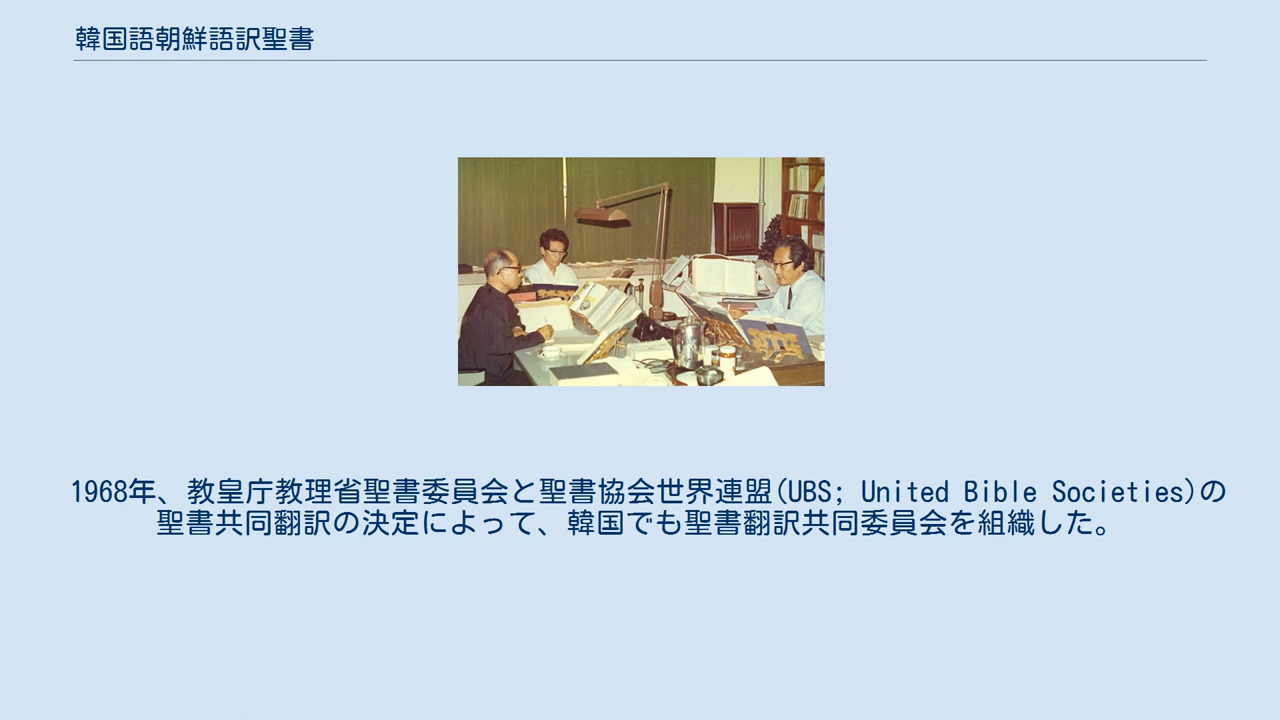 韓国語朝鮮語訳聖書
1968年、教皇庁教理省聖書委員会と聖書協会世界連盟(UBS; United Bible Societies)の
聖書共同翻訳の決定によって、韓国でも聖書翻訳共同委員会を組織した。